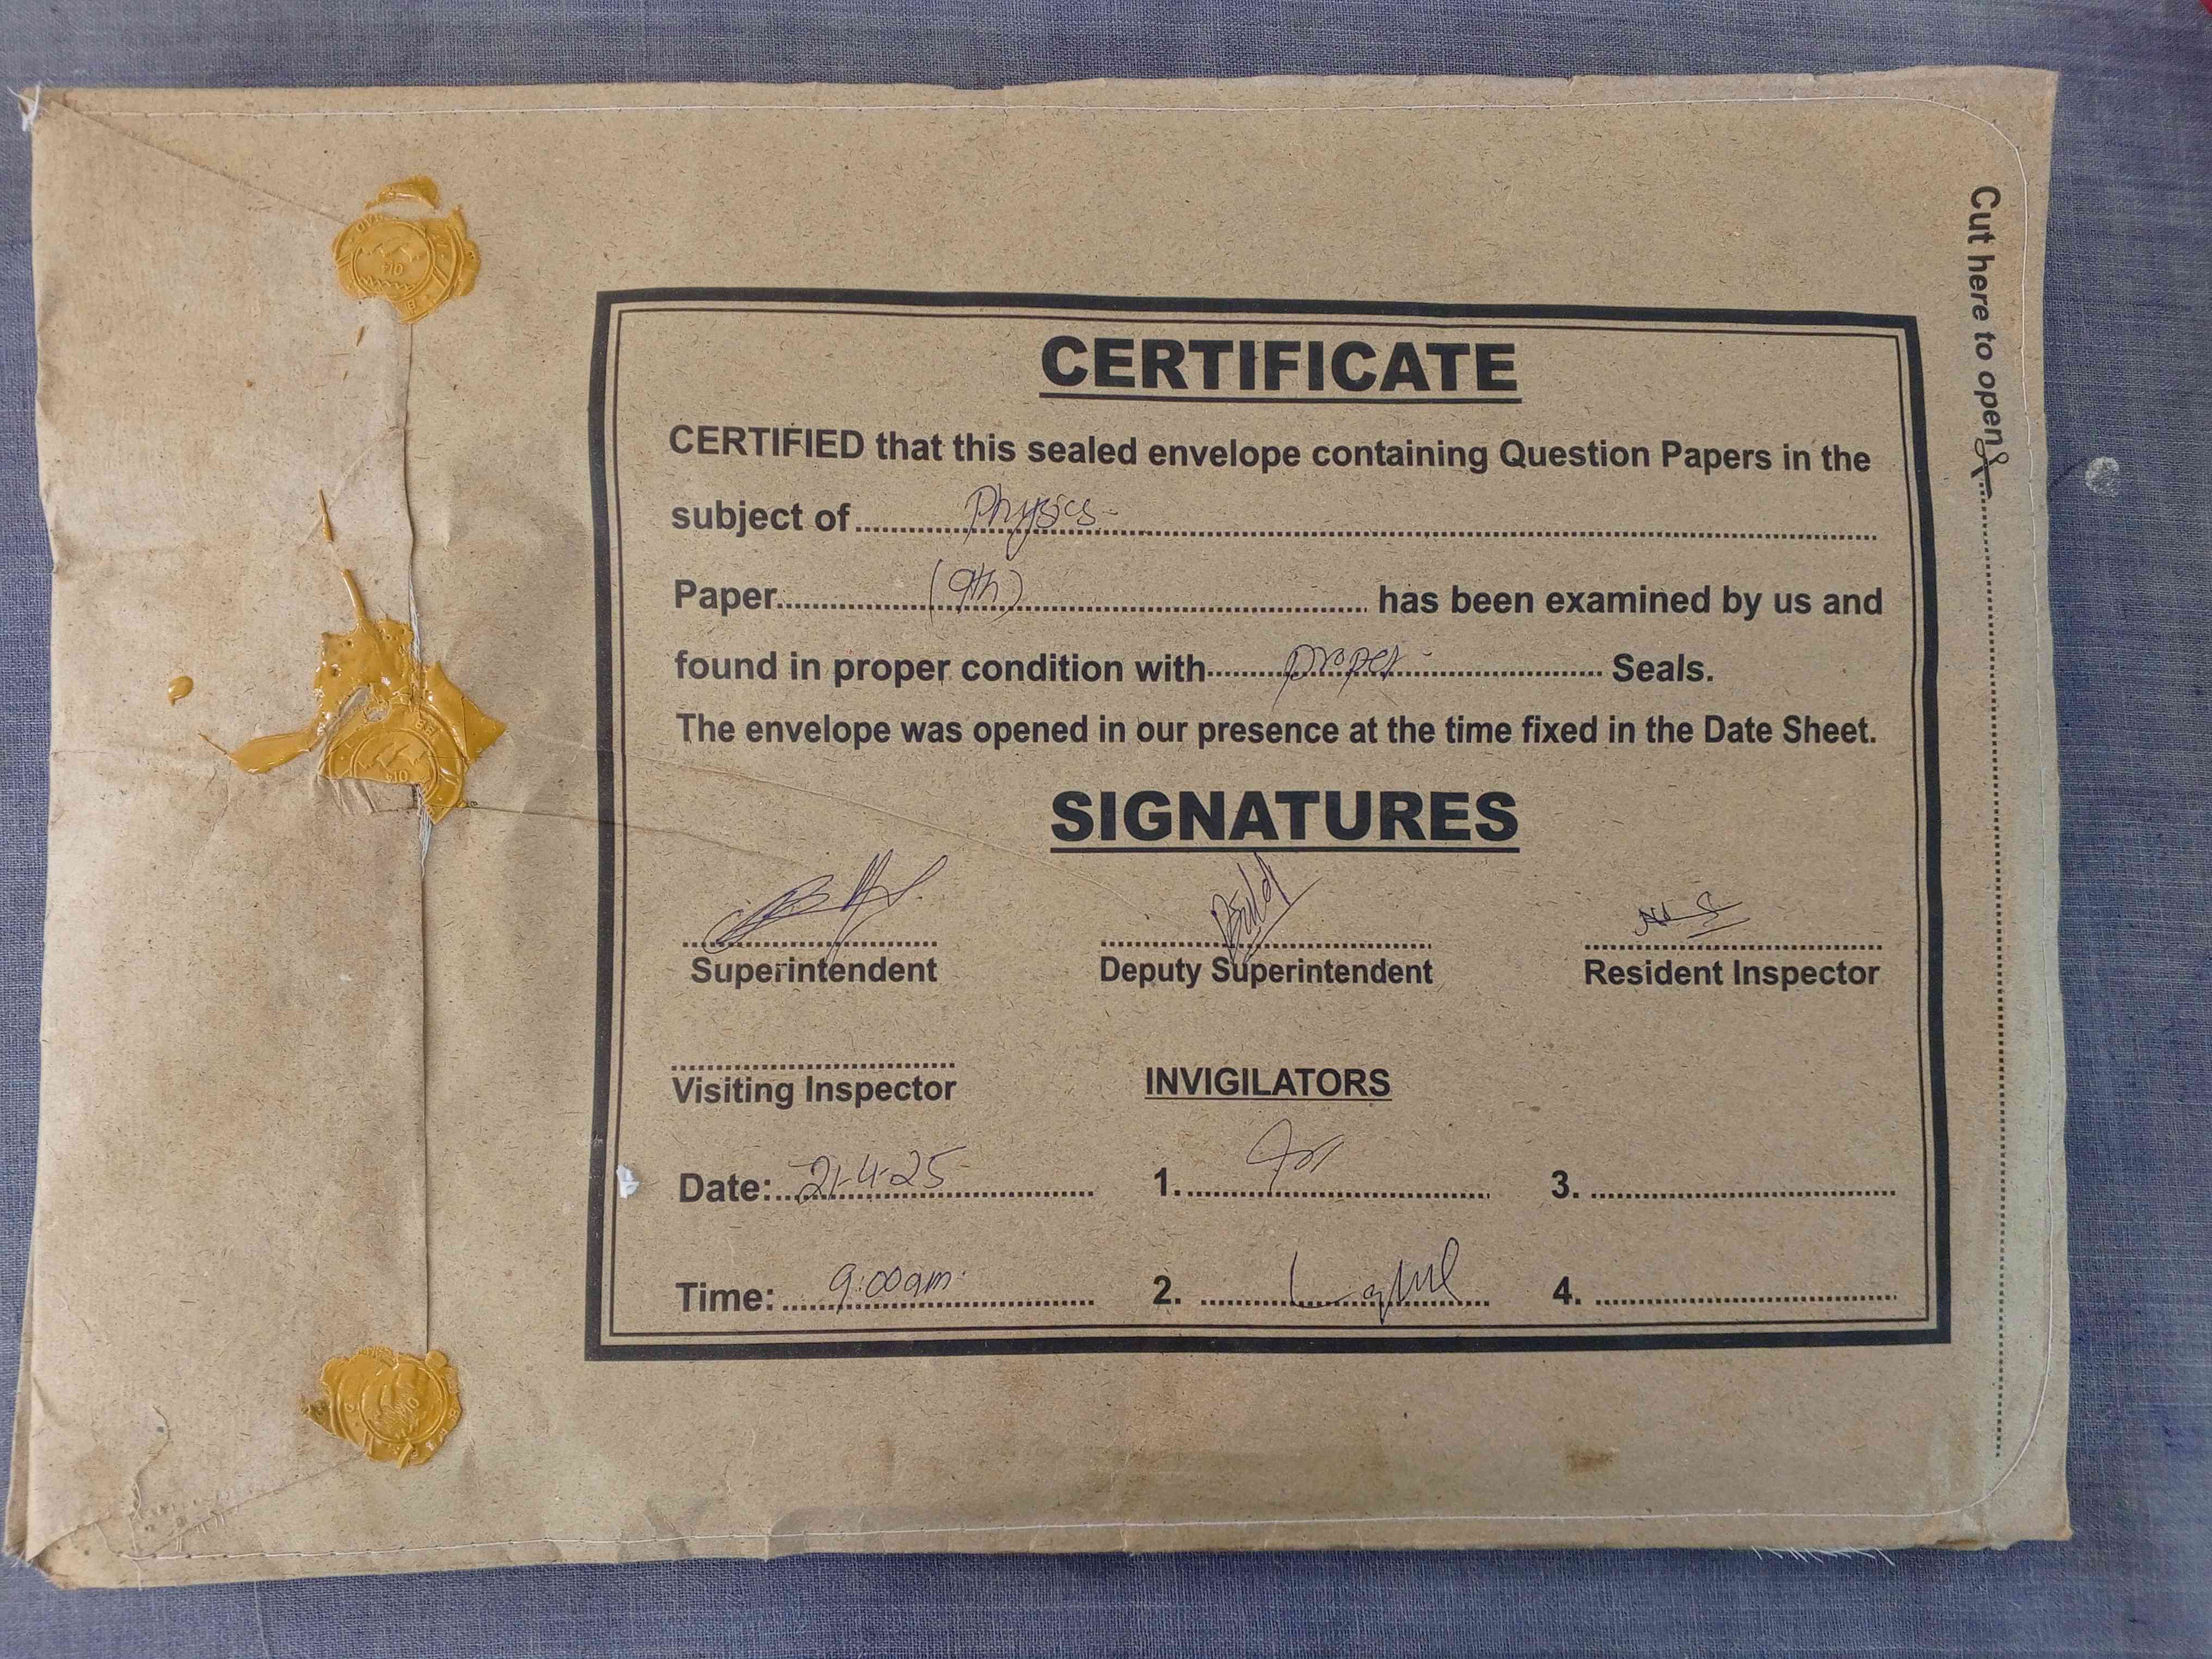 CERTIFICATE
CERTIFIED that this sealed envelope containing Question Papers in the
subject of Physics
Paper (9th) has been examined by us and
found in proper condition with proper Seals.
The envelope was opened in our presence at the time fixed in the Date Sheet.
SIGNATURES
Superintendent Deputy Superintendent Resident Inspector
Visiting Inspector INVIGILATORS
Date: 21-4-25 1. 3.
Time: 9:00am 2. 4.
Cut here to open